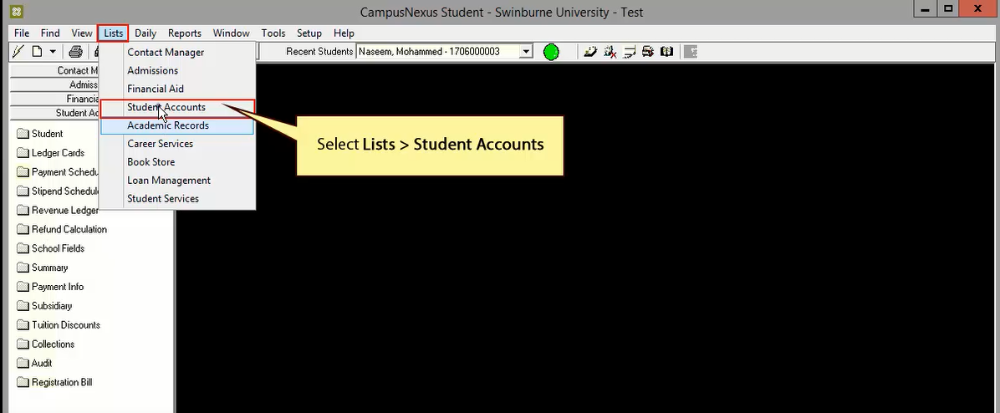 CampusNexus Student - Swinburne University - Test
File Find View Lists Daily Reports Window Tools Setup Help
Recent Students Naseem, Mohammed - 1706000003
Contact Manager
Admissions
Financial Aid
Student Accounts
Academic Records
Career Services
Book Store
Loan Management
Student Services
Contact M
Admiss
Financia
Student Ac
Student
Ledger Cards
Payment Schedu
Stipend Schedul
Revenue Ledger
Refund Calculation
School Fields
Summary
Payment Info
Subsidiary
Tuition Discounts
Collections
Audit
Registration Bill
Select Lists > Student Accounts